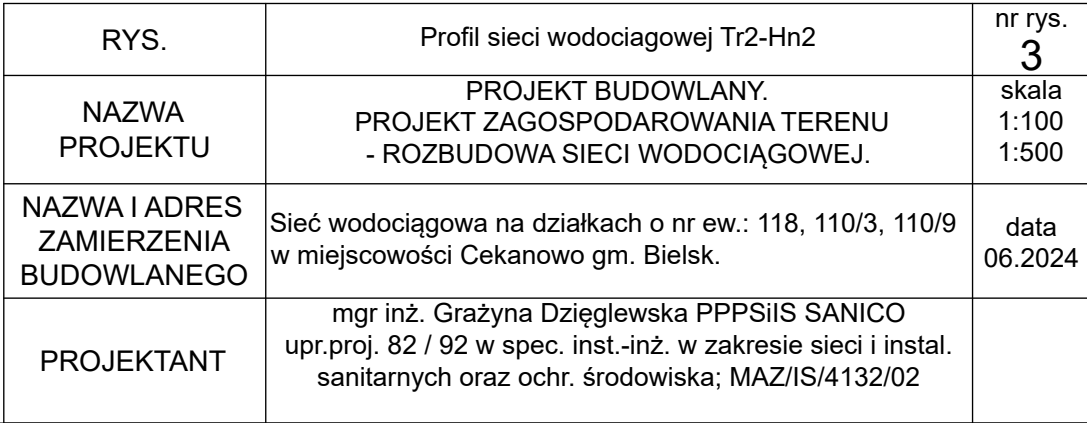 RYS.
Profil sieci wodociagowej Tr2-Hn2
nr rys.
3
NAZWA
PROJEKTU
PROJEKT BUDOWLANY.
PROJEKT ZAGOSPODAROWANIA TERENU
- ROZBUDOWA SIECI WODOCIĄGOWEJ.
skala
1:100
1:500
NAZWA I ADRES
ZAMIERZENIA
BUDOWLANEGO
Sieć wodociągowa na działkach o nr ew.: 118, 110/3, 110/9
w miejscowości Cekanowo gm. Bielsk.
data
06.2024
PROJEKTANT
mgr inż. Grażyna Dzięglewska PPPSiIS SANICO
upr.proj. 82 / 92 w spec. inst.-inż. w zakresie sieci i instal.
sanitarnych oraz ochr. środowiska; MAZ/IS/4132/02